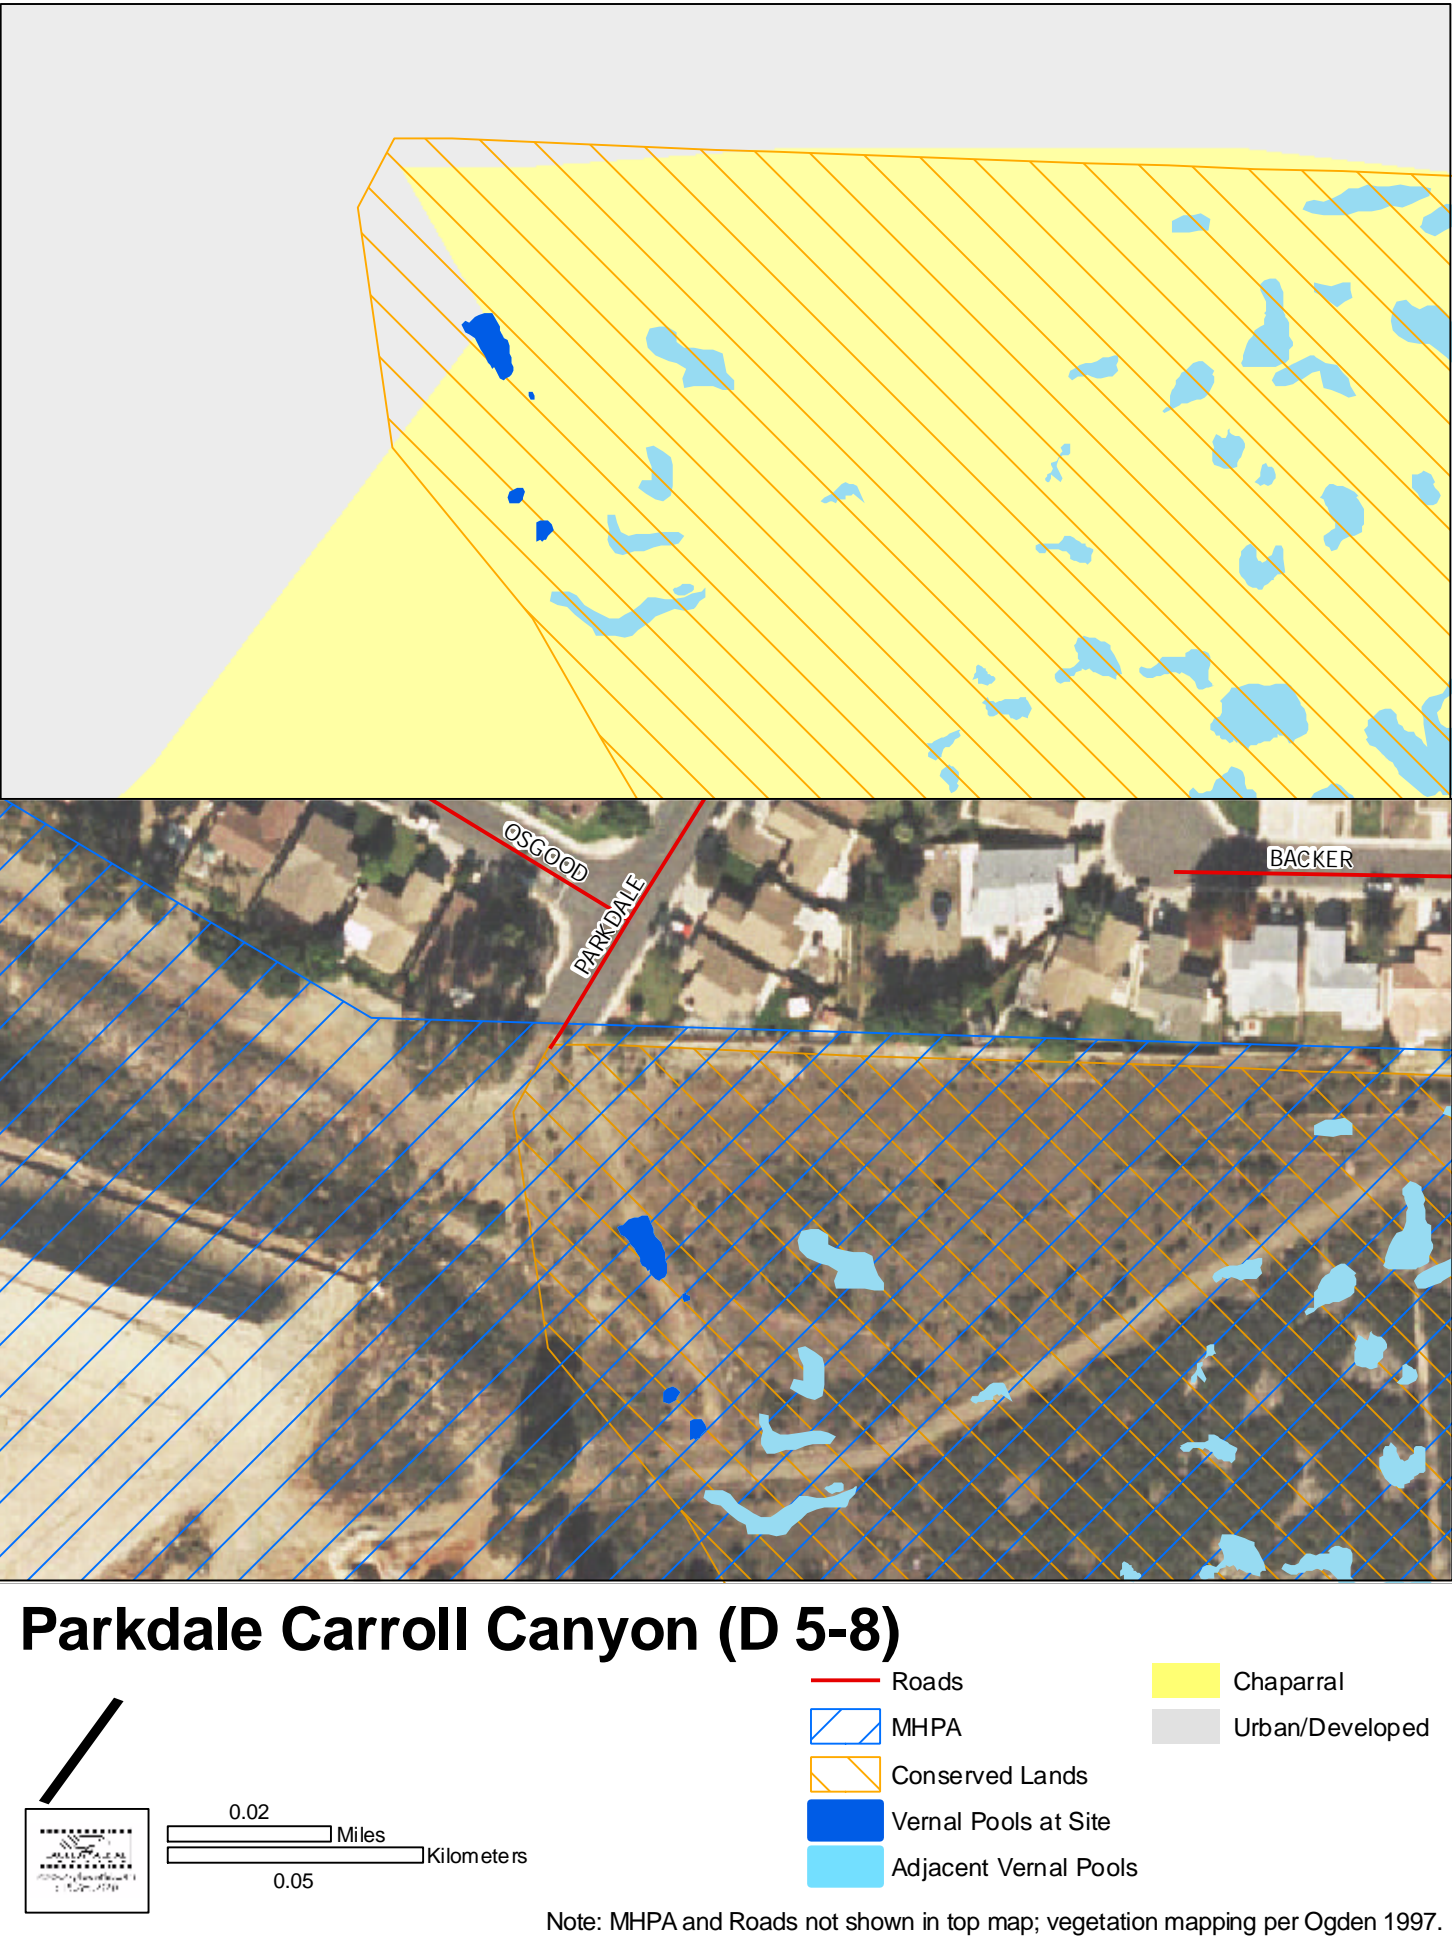 OSGOOD
PARKDALE
BACKER
Parkdale Carroll Canyon (D 5-8)
Roads
MHPA
Conserved Lands
Vernal Pools at Site
Adjacent Vernal Pools
Chaparral
Urban/Developed
0.02
Miles
Kilometers
0.05
Note: MHPA and Roads not shown in top map; vegetation mapping per Ogden 1997.